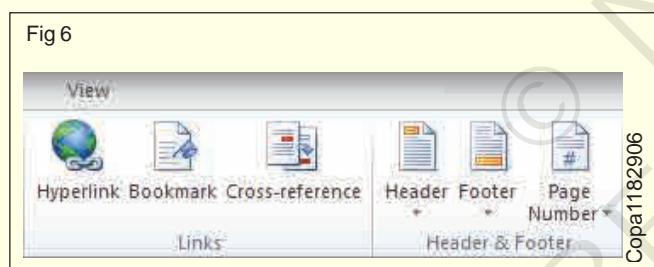 Fig 6
View
Hyperlink Bookmark Cross-reference Header Footer Page Number
Links Header & Footer
Copa1182906